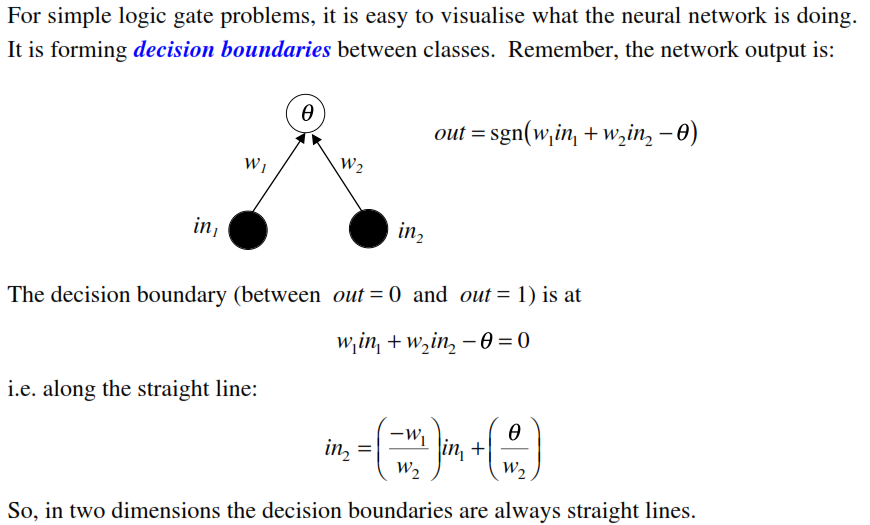 For simple logic gate problems, it is easy to visualise what the neural network is doing.
It is forming decision boundaries between classes. Remember, the network output is:
θ
out = sgn(w₁in₁ + w₂in₂ − θ)
w₁ w₂
in₁ in₂
The decision boundary (between out = 0 and out = 1) is at
w₁in₁ + w₂in₂ − θ = 0
i.e. along the straight line:
in₂ = (−w₁/w₂)in₁ + (θ/w₂)
So, in two dimensions the decision boundaries are always straight lines.